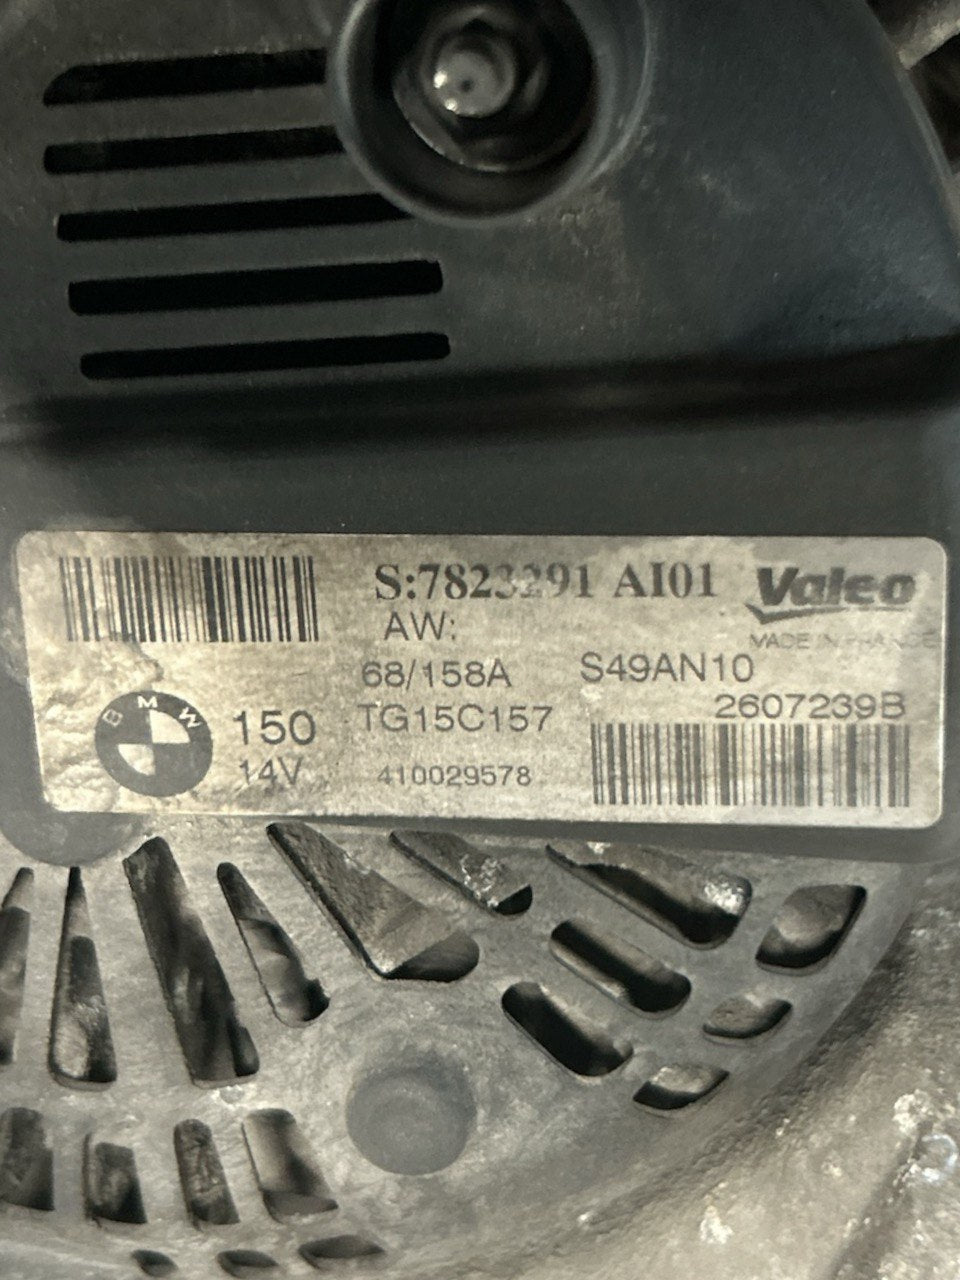 S:7823291 AI01
Valeo
MADE IN FRANCE
AW:
68/158A
S49AN10
2607239B
BMW
150
TG15C157
14V
410029578